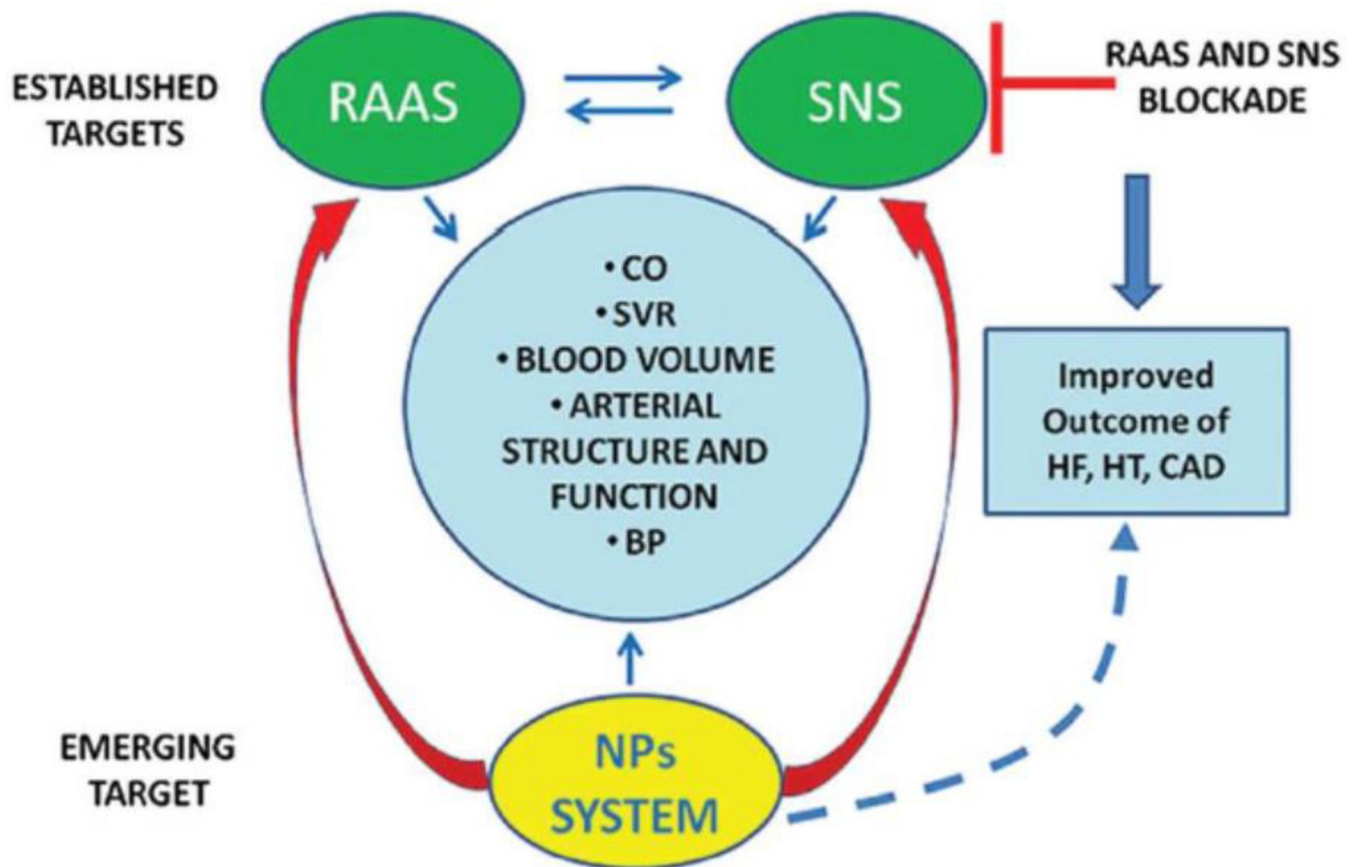 ESTABLISHED
TARGETS
RAAS
SNS
RAAS AND SNS
BLOCKADE
• CO
• SVR
• BLOOD VOLUME
• ARTERIAL
STRUCTURE AND
FUNCTION
• BP
Improved
Outcome of
HF, HT, CAD
EMERGING
TARGET
NPs
SYSTEM